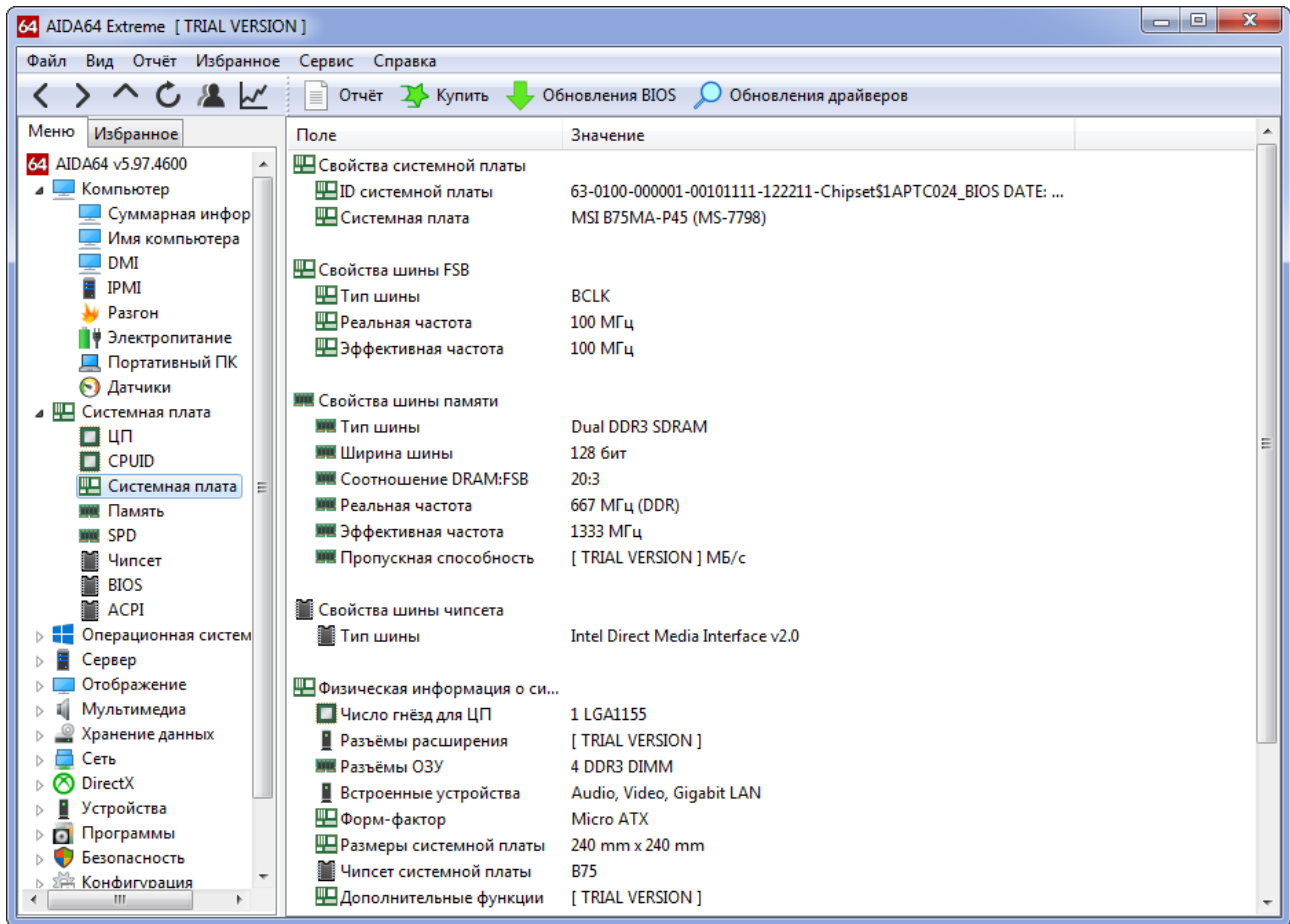 64 AIDA64 Extreme [ TRIAL VERSION ]
Файл Вид Отчёт Избранное Сервис Справка
Отчёт Купить Обновления BIOS Обновления драйверов
Меню Избранное
64 AIDA64 v5.97.4600
Компьютер
Суммарная инфор
Имя компьютера
DMI
IPMI
Разгон
Электропитание
Портативный ПК
Датчики
Системная плата
ЦП
CPUID
Системная плата
Память
SPD
Чипсет
BIOS
ACPI
Операционная систем
Сервер
Отображение
Мультимедиа
Хранение данных
Сеть
DirectX
Устройства
Программы
Безопасность
Конфигурация
Поле Значение
Свойства системной платы
ID системной платы 63-0100-000001-00101111-122211-Chipset$1APTC024_BIOS DATE: ...
Системная плата MSI B75MA-P45 (MS-7798)
Свойства шины FSB
Тип шины BCLK
Реальная частота 100 МГц
Эффективная частота 100 МГц
Свойства шины памяти
Тип шины Dual DDR3 SDRAM
Ширина шины 128 бит
Соотношение DRAM:FSB 20:3
Реальная частота 667 МГц (DDR)
Эффективная частота 1333 МГц
Пропускная способность [ TRIAL VERSION ] МБ/с
Свойства шины чипсета
Тип шины Intel Direct Media Interface v2.0
Физическая информация о си...
Число гнёзд для ЦП 1 LGA1155
Разъёмы расширения [ TRIAL VERSION ]
Разъёмы ОЗУ 4 DDR3 DIMM
Встроенные устройства Audio, Video, Gigabit LAN
Форм-фактор Micro ATX
Размеры системной платы 240 mm x 240 mm
Чипсет системной платы B75
Дополнительные функции [ TRIAL VERSION ]